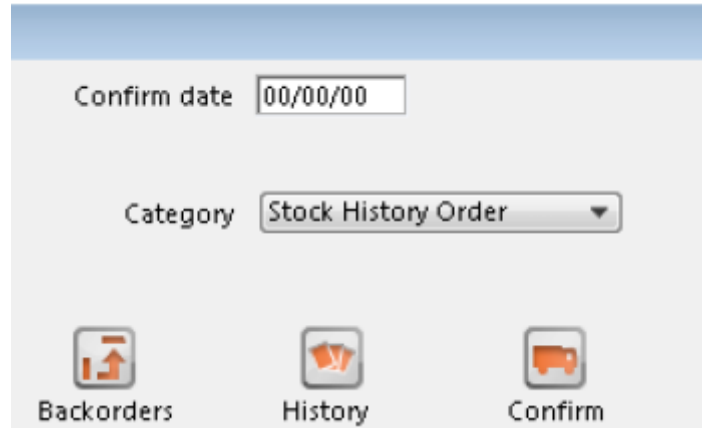 Confirm date 00/00/00
Category Stock History Order
Backorders History Confirm